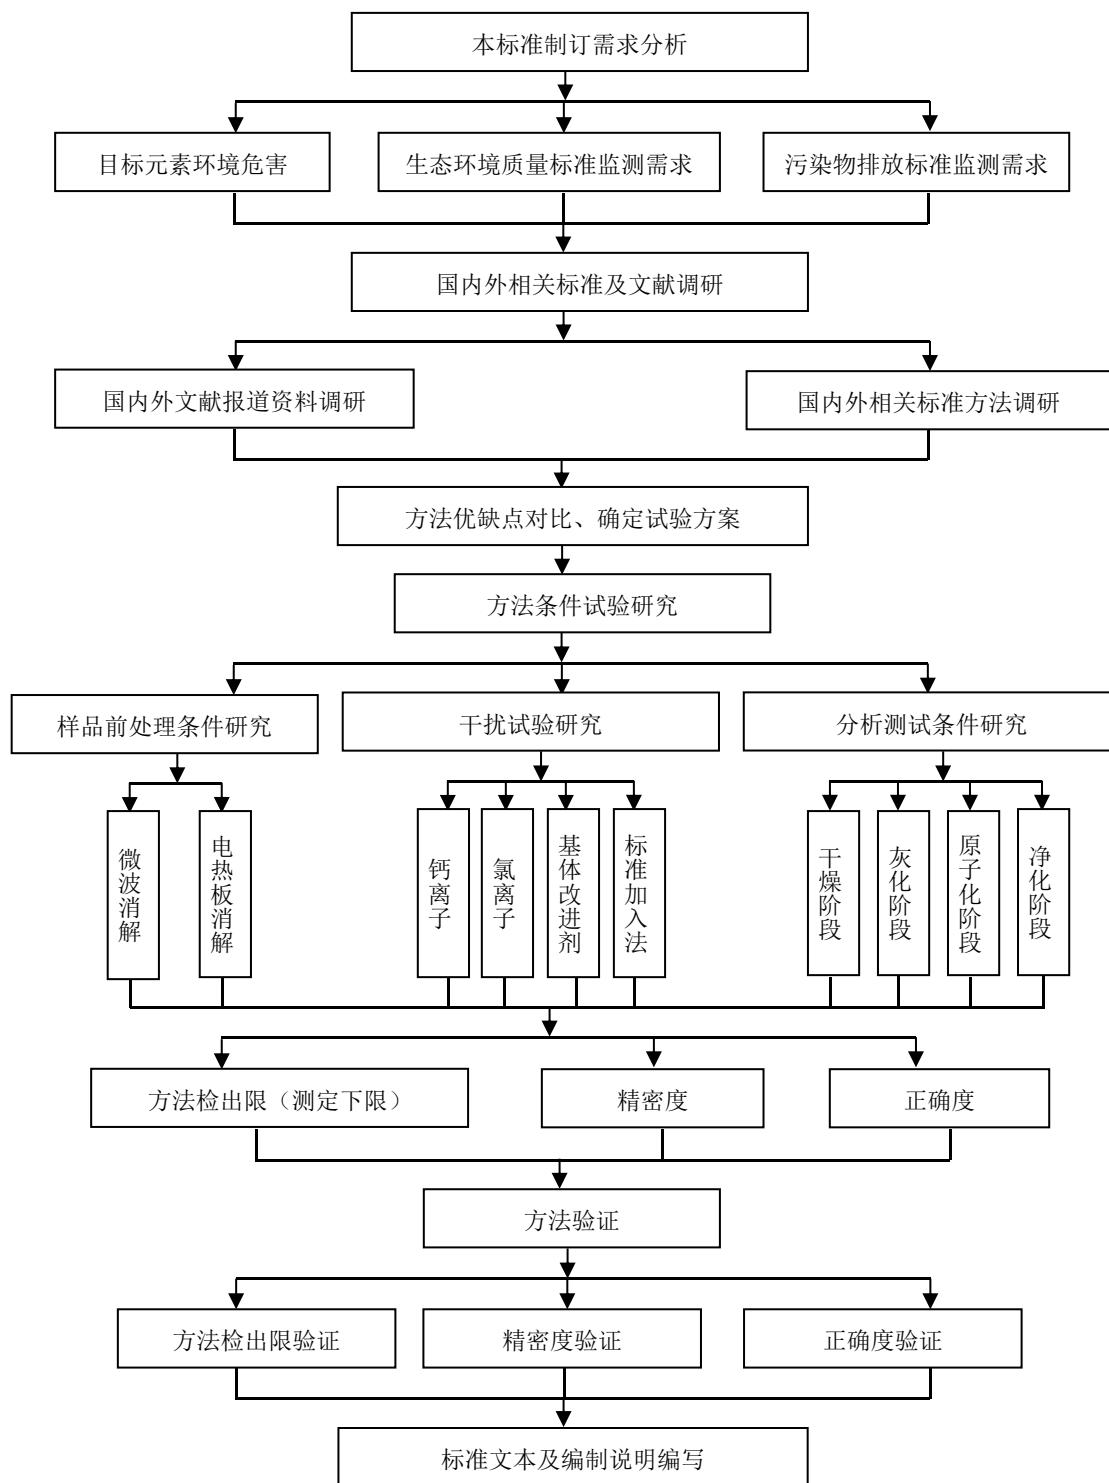 本标准制订需求分析
目标元素环境危害
生态环境质量标准监测需求
污染物排放标准监测需求
国内外相关标准及文献调研
国内外文献报道资料调研
国内外相关标准方法调研
方法优缺点对比、确定试验方案
方法条件试验研究
样品前处理条件研究
干扰试验研究
分析测试条件研究
微波消解
电热板消解
钙离子
氯离子
基体改进剂
标准加入法
干燥阶段
灰化阶段
原子化阶段
净化阶段
方法检出限（测定下限）
精密度
正确度
方法验证
方法检出限验证
精密度验证
正确度验证
标准文本及编制说明编写